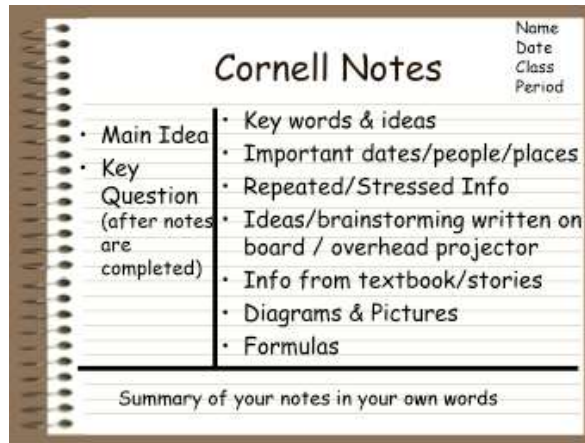 Name
Date
Class
Period
Cornell Notes
• Main Idea
• Key
Question
(after notes
are
completed)
• Key words & ideas
• Important dates/people/places
• Repeated/Stressed Info
• Ideas/brainstorming written on
board / overhead projector
• Info from textbook/stories
• Diagrams & Pictures
• Formulas
Summary of your notes in your own words